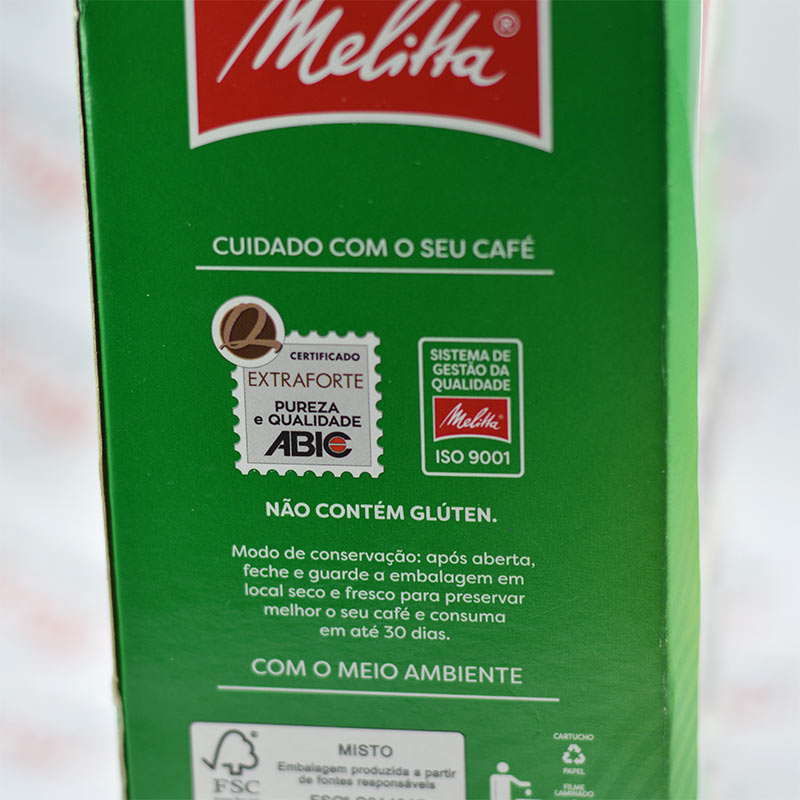 Melitta®
CUIDADO COM O SEU CAFÉ
CERTIFICADO
EXTRAFORTE
PUREZA
e QUALIDADE
ABIC
SISTEMA DE
GESTÃO DA
QUALIDADE
Melitta
ISO 9001
NÃO CONTÉM GLÚTEN.
Modo de conservação: após aberta,
feche e guarde a embalagem em
local seco e fresco para preservar
melhor o seu café e consuma
em até 30 dias.
COM O MEIO AMBIENTE
FSC
MISTO
Embalagem produzida a partir
de fontes responsáveis
CARTUCHO
PAPEL
FILME
LAMINADO